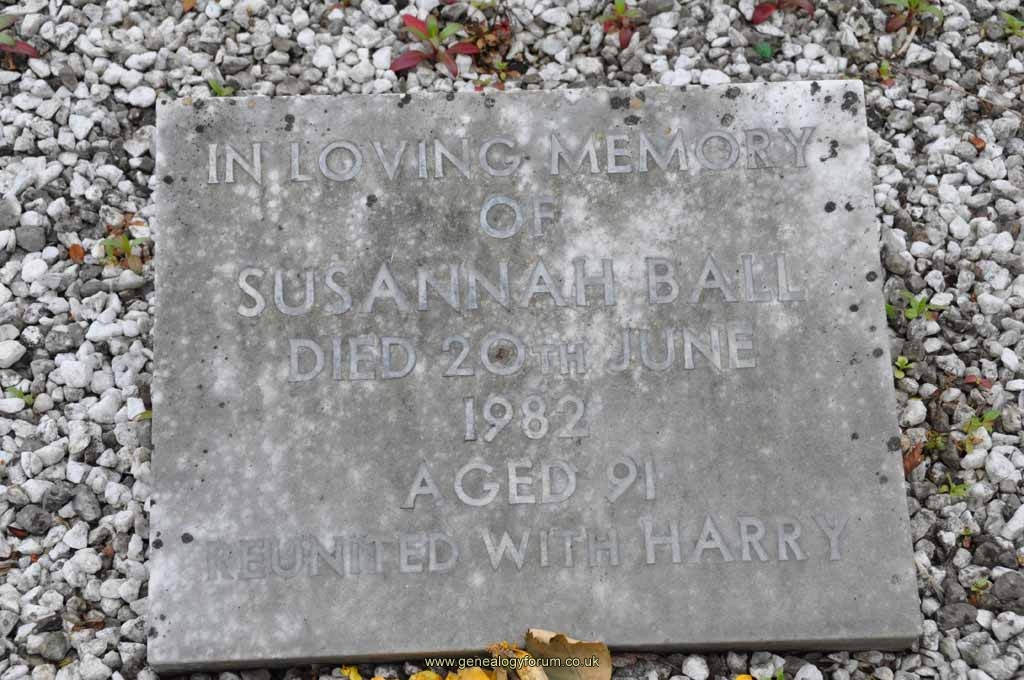 IN LOVING MEMORY
OF
SUSANNAH BALL
DIED 20TH JUNE
1982
AGED 91
REUNITED WITH HARRY
www.genealogyforum.co.uk